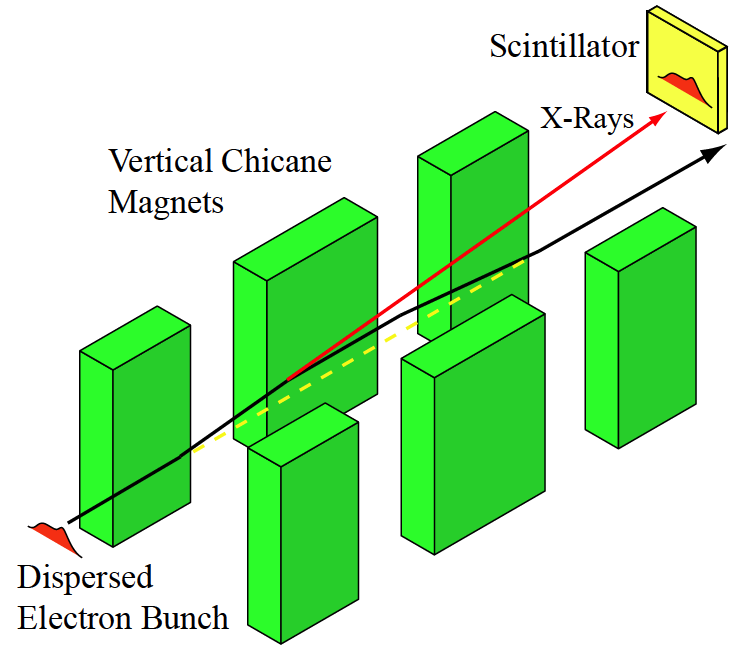 Scintillator
X-Rays
Vertical Chicane
Magnets
Dispersed
Electron Bunch